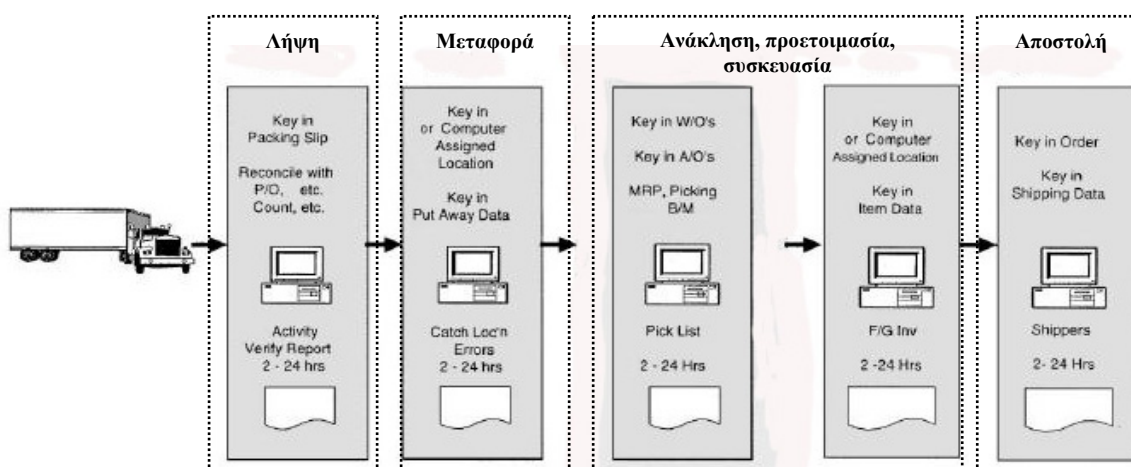 Λήψη
Key in
Packing Slip
Reconcile with
P/O, etc.
Count, etc.
Activity
Verify Report
2 - 24 hrs
Μεταφορά
Key in
or Computer
Assigned
Location
Key in
Put Away Data
Catch Loc'n
Errors
2 - 24 hrs
Ανάκληση, προετοιμασία,
συσκευασία
Key in W/O's
Key in A/O's
MRP, Picking
B/M
Pick List
2 - 24 Hrs
Key in
or Computer
Assigned Location
Key in
Item Data
F/G Inv
2 -24 Hrs
Αποστολή
Key in Order
Key in
Shipping Data
Shippers
2- 24 Hrs